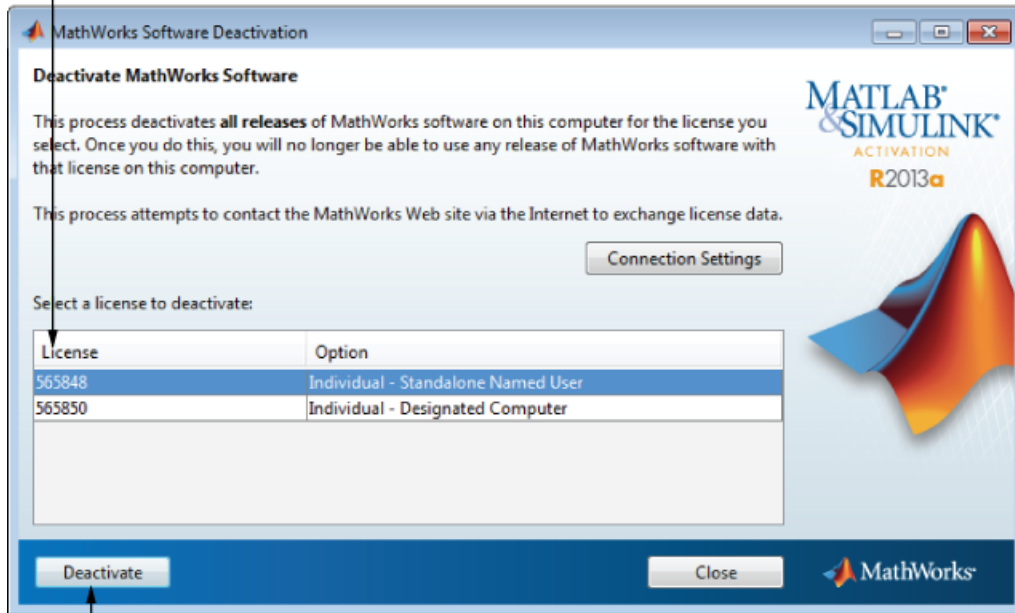 MathWorks Software Deactivation
Deactivate MathWorks Software
This process deactivates all releases of MathWorks software on this computer for the license you
select. Once you do this, you will no longer be able to use any release of MathWorks software with
that license on this computer.
This process attempts to contact the MathWorks Web site via the Internet to exchange license data.
Connection Settings
Select a license to deactivate:
License Option
565848 Individual - Standalone Named User
565850 Individual - Designated Computer
MATLAB®
&SIMULINK®
ACTIVATION
R2013a
Deactivate Close MathWorks®